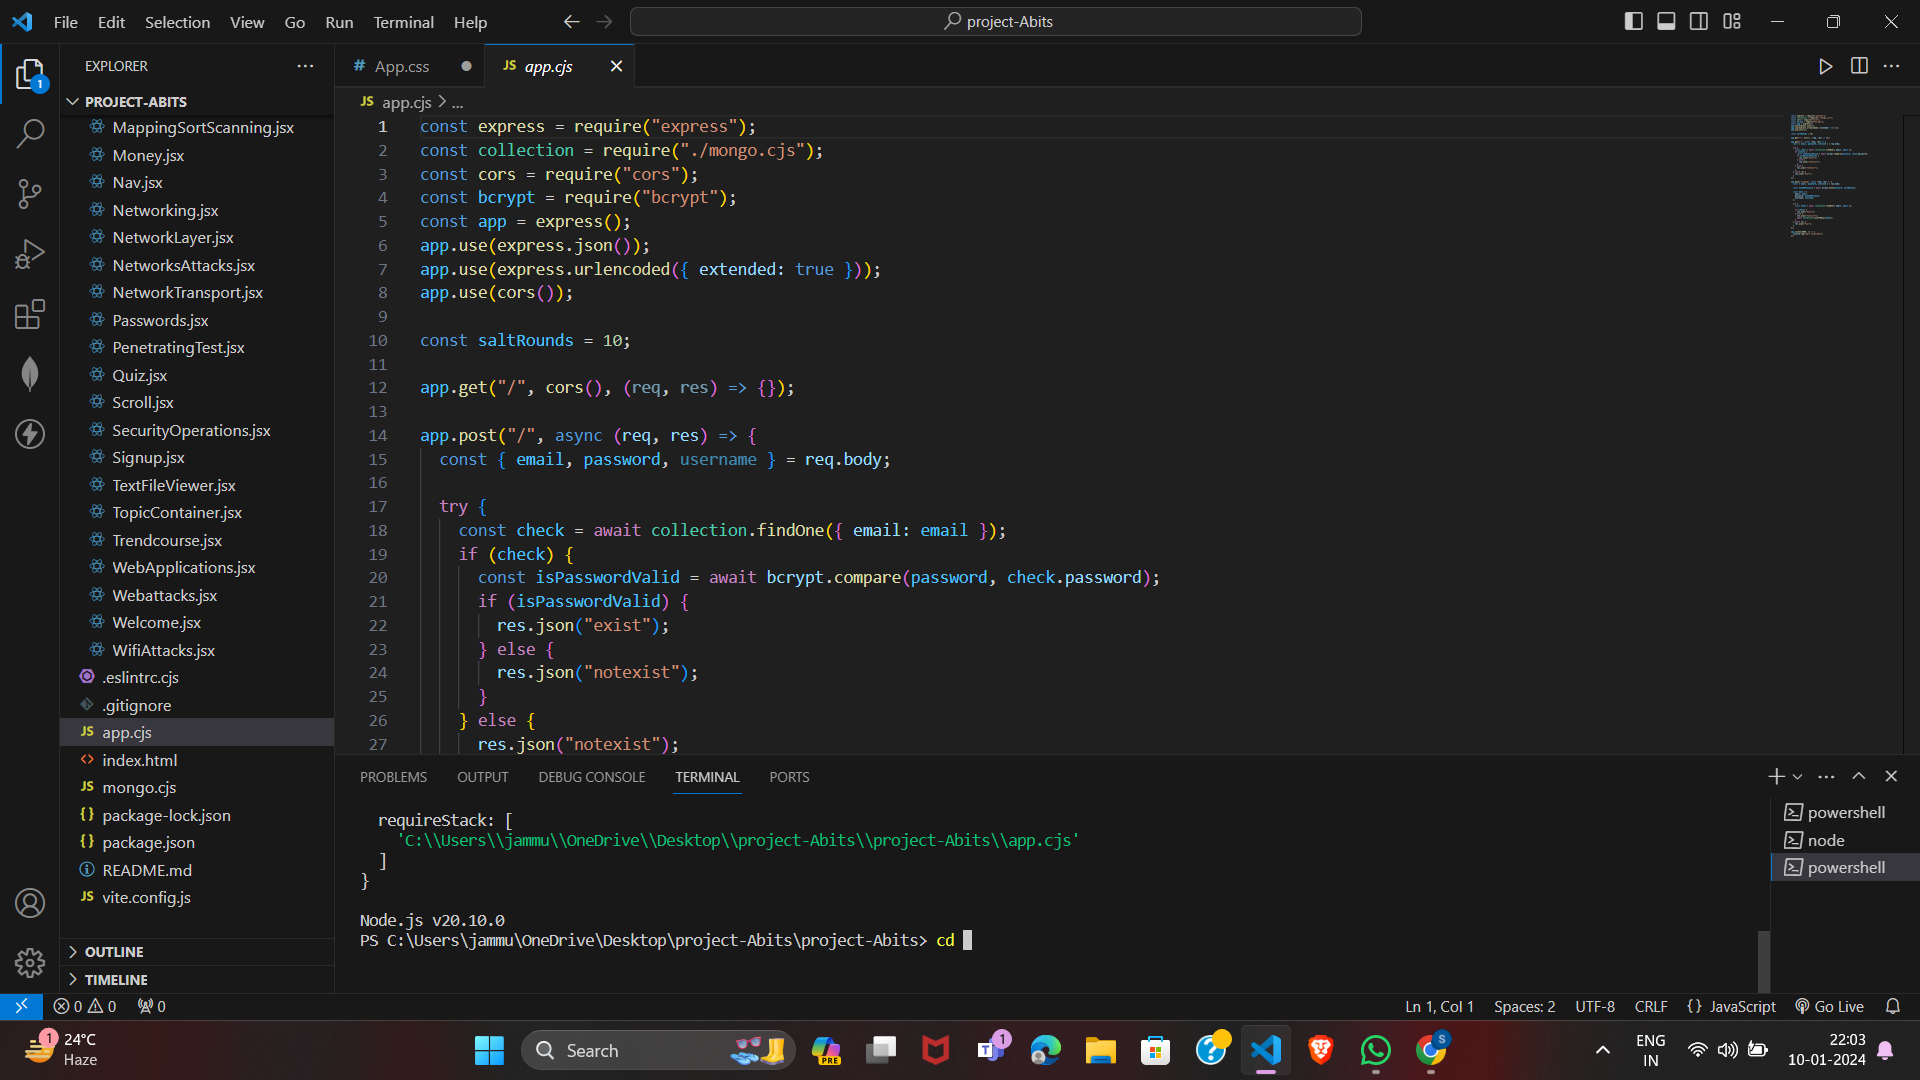 File Edit Selection View Go Run Terminal Help
project-Abits
EXPLORER
PROJECT-ABITS
MappingSortScanning.jsx
Money.jsx
Nav.jsx
Networking.jsx
NetworkLayer.jsx
NetworksAttacks.jsx
NetworkTransport.jsx
Passwords.jsx
PenetratingTest.jsx
Quiz.jsx
Scroll.jsx
SecurityOperations.jsx
Signup.jsx
TextFileViewer.jsx
TopicContainer.jsx
Trendcourse.jsx
WebApplications.jsx
Webattacks.jsx
Welcome.jsx
WifiAttacks.jsx
.eslintrc.cjs
.gitignore
JS app.cjs
<> index.html
JS mongo.cjs
{} package-lock.json
{} package.json
README.md
JS vite.config.js
OUTLINE
TIMELINE
1
# App.css
JS app.cjs
JS app.cjs > ...
1 const express = require("express");
2 const collection = require("./mongo.cjs");
3 const cors = require("cors");
4 const bcrypt = require("bcrypt");
5 const app = express();
6 app.use(express.json());
7 app.use(express.urlencoded({ extended: true }));
8 app.use(cors());
9
10 const saltRounds = 10;
11
12 app.get("/", cors(), (req, res) => {});
13
14 app.post("/", async (req, res) => {
15 const { email, password, username } = req.body;
16
17 try {
18 const check = await collection.findOne({ email: email });
19 if (check) {
20 const isPasswordValid = await bcrypt.compare(password, check.password);
21 if (isPasswordValid) {
22 res.json("exist");
23 } else {
24 res.json("notexist");
25 }
26 } else {
27 res.json("notexist");
PROBLEMS OUTPUT DEBUG CONSOLE TERMINAL PORTS
requireStack: [
'C:\\Users\\jammu\\OneDrive\\Desktop\\project-Abits\\project-Abits\\app.cjs'
]
}
Node.js v20.10.0
PS C:\Users\jammu\OneDrive\Desktop\project-Abits\project-Abits> cd
powershell
node
powershell
0 0 0
Ln 1, Col 1 Spaces: 2 UTF-8 CRLF {} JavaScript Go Live
1
24°C
Haze
Search
PRE
T 1
S
ENG
IN
22:03
10-01-2024